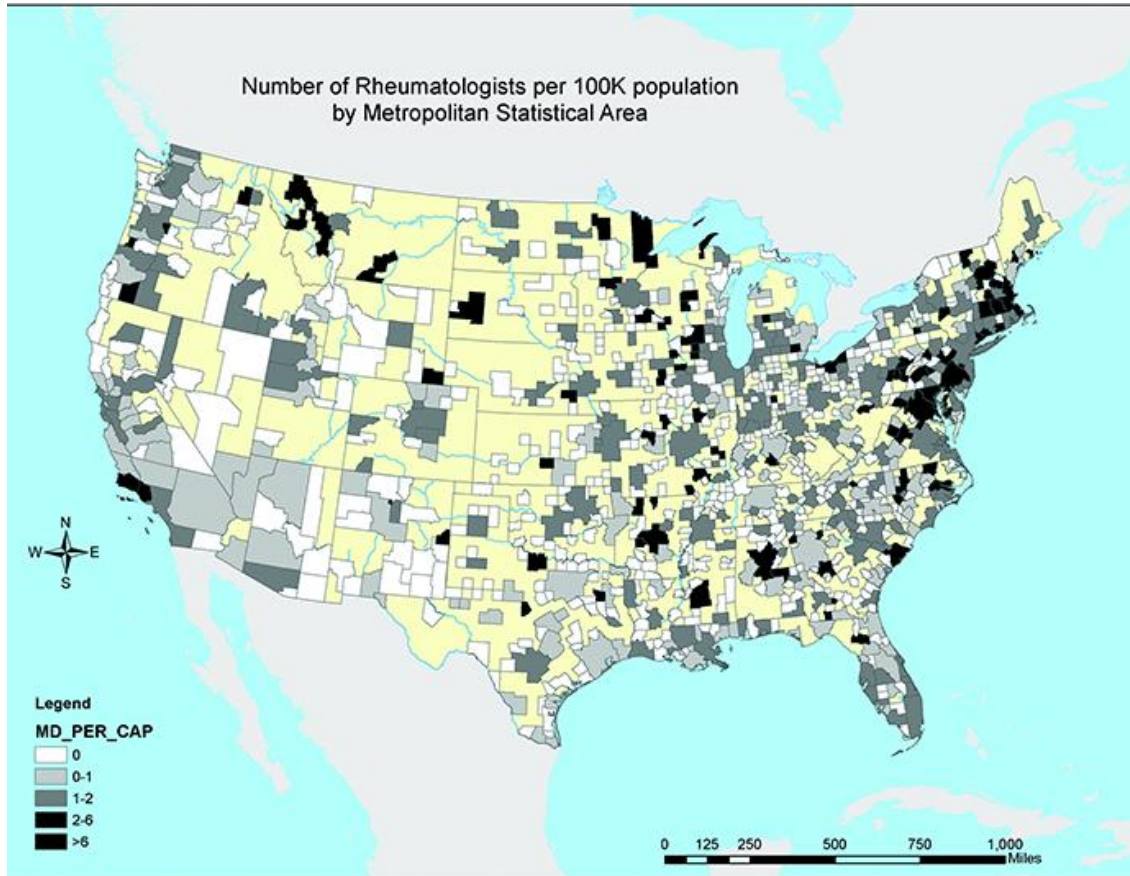 Number of Rheumatologists per 100K population
by Metropolitan Statistical Area
N
W E
S
Legend
MD_PER_CAP
0
0-1
1-2
2-6
>6
0 125 250 500 750 1,000
Miles